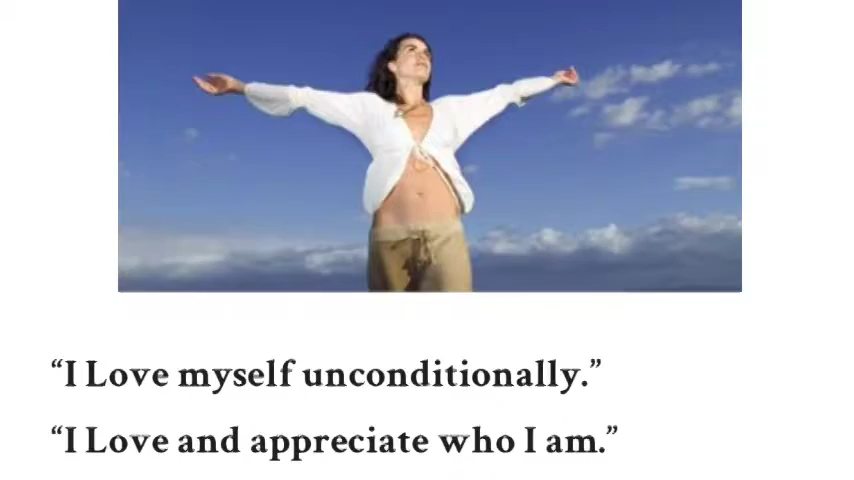 “I Love myself unconditionally.”
“I Love and appreciate who I am.”